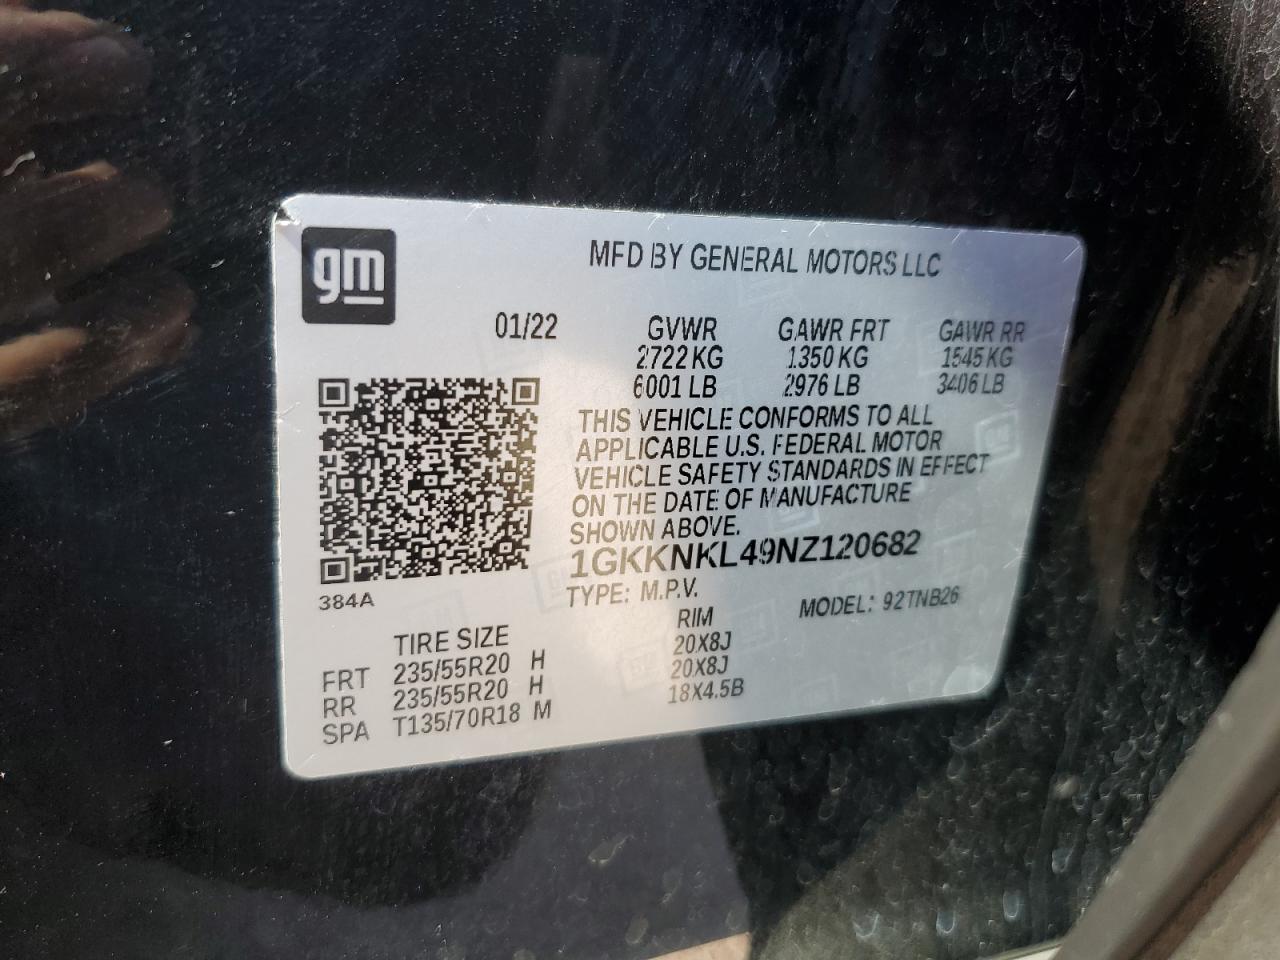 gm
MFD BY GENERAL MOTORS LLC
01/22 GVWR GAWR FRT GAWR RR
2722 KG 1350 KG 1545 KG
6001 LB 2976 LB 3406 LB
THIS VEHICLE CONFORMS TO ALL
APPLICABLE U.S. FEDERAL MOTOR
VEHICLE SAFETY STANDARDS IN EFFECT
ON THE DATE OF MANUFACTURE
SHOWN ABOVE.
1GKKNKL49NZ120682
TYPE: M.P.V. MODEL: 92TNB26
384A
TIRE SIZE RIM
FRT 235/55R20 H 20X8J
RR 235/55R20 H 20X8J
SPA T135/70R18 M 18X4.5B